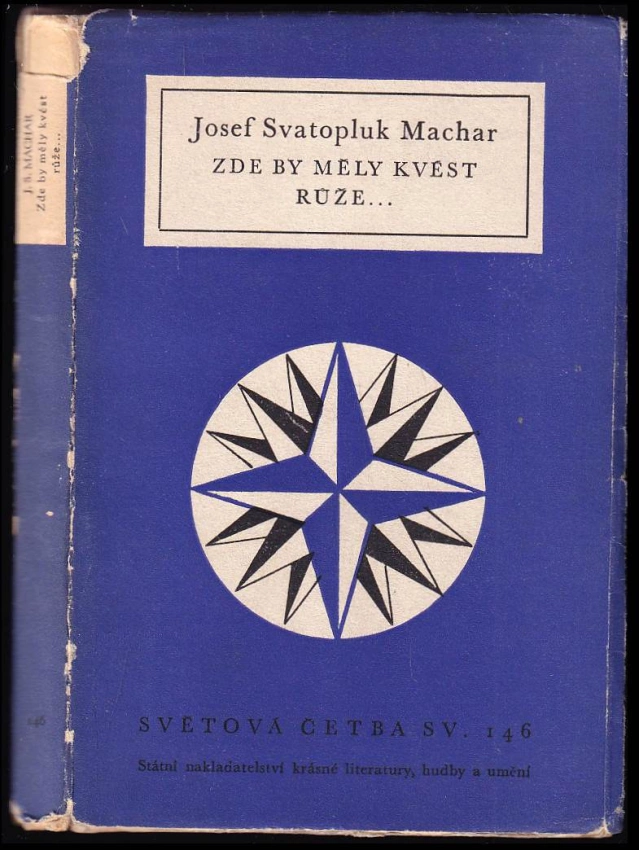 Josef Svatopluk Machar
ZDE BY MĚLY KVÉST
RŮŽE...
SVĚTOVÁ ČETBA SV. 146
Státní nakladatelství krásné literatury, hudby a umění
J. S. MACHAR
Zde by měly kvést
růže...
146